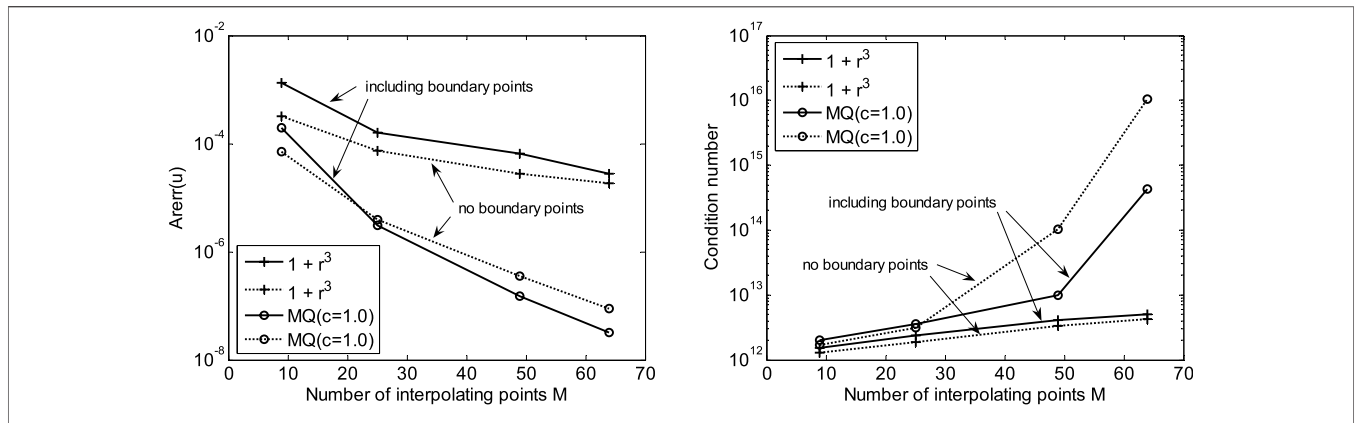 10^-2
10^-4
10^-6
10^-8
Arerr(u)
including boundary points
no boundary points
1 + r^3
1 + r^3
MQ(c=1.0)
MQ(c=1.0)
0 10 20 30 40 50 60 70
Number of interpolating points M
10^17
10^16
10^15
10^14
10^13
10^12
Condition number
1 + r^3
1 + r^3
MQ(c=1.0)
MQ(c=1.0)
including boundary points
no boundary points
0 10 20 30 40 50 60 70
Number of interpolating points M